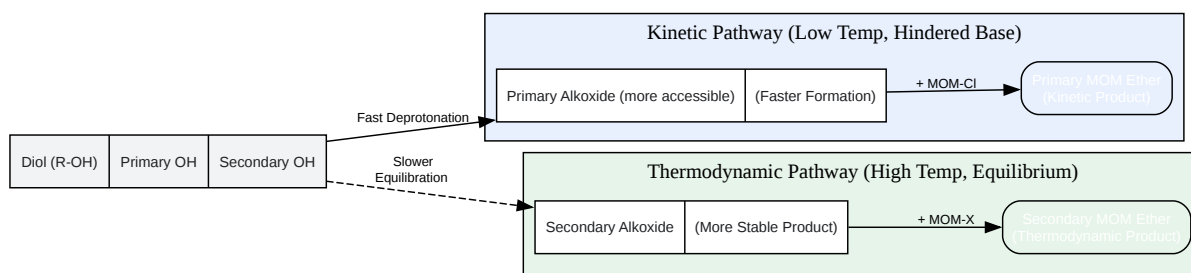 Kinetic Pathway (Low Temp, Hindered Base)
Primary Alkoxide (more accessible)
(Faster Formation)
+ MOM-Cl
Primary MOM Ether
(Kinetic Product)
Fast Deprotonation
Diol (R-OH)
Primary OH
Secondary OH
Slower
Equilibration
Thermodynamic Pathway (High Temp, Equilibrium)
Secondary Alkoxide
(More Stable Product)
+ MOM-X
Secondary MOM Ether
(Thermodynamic Product)